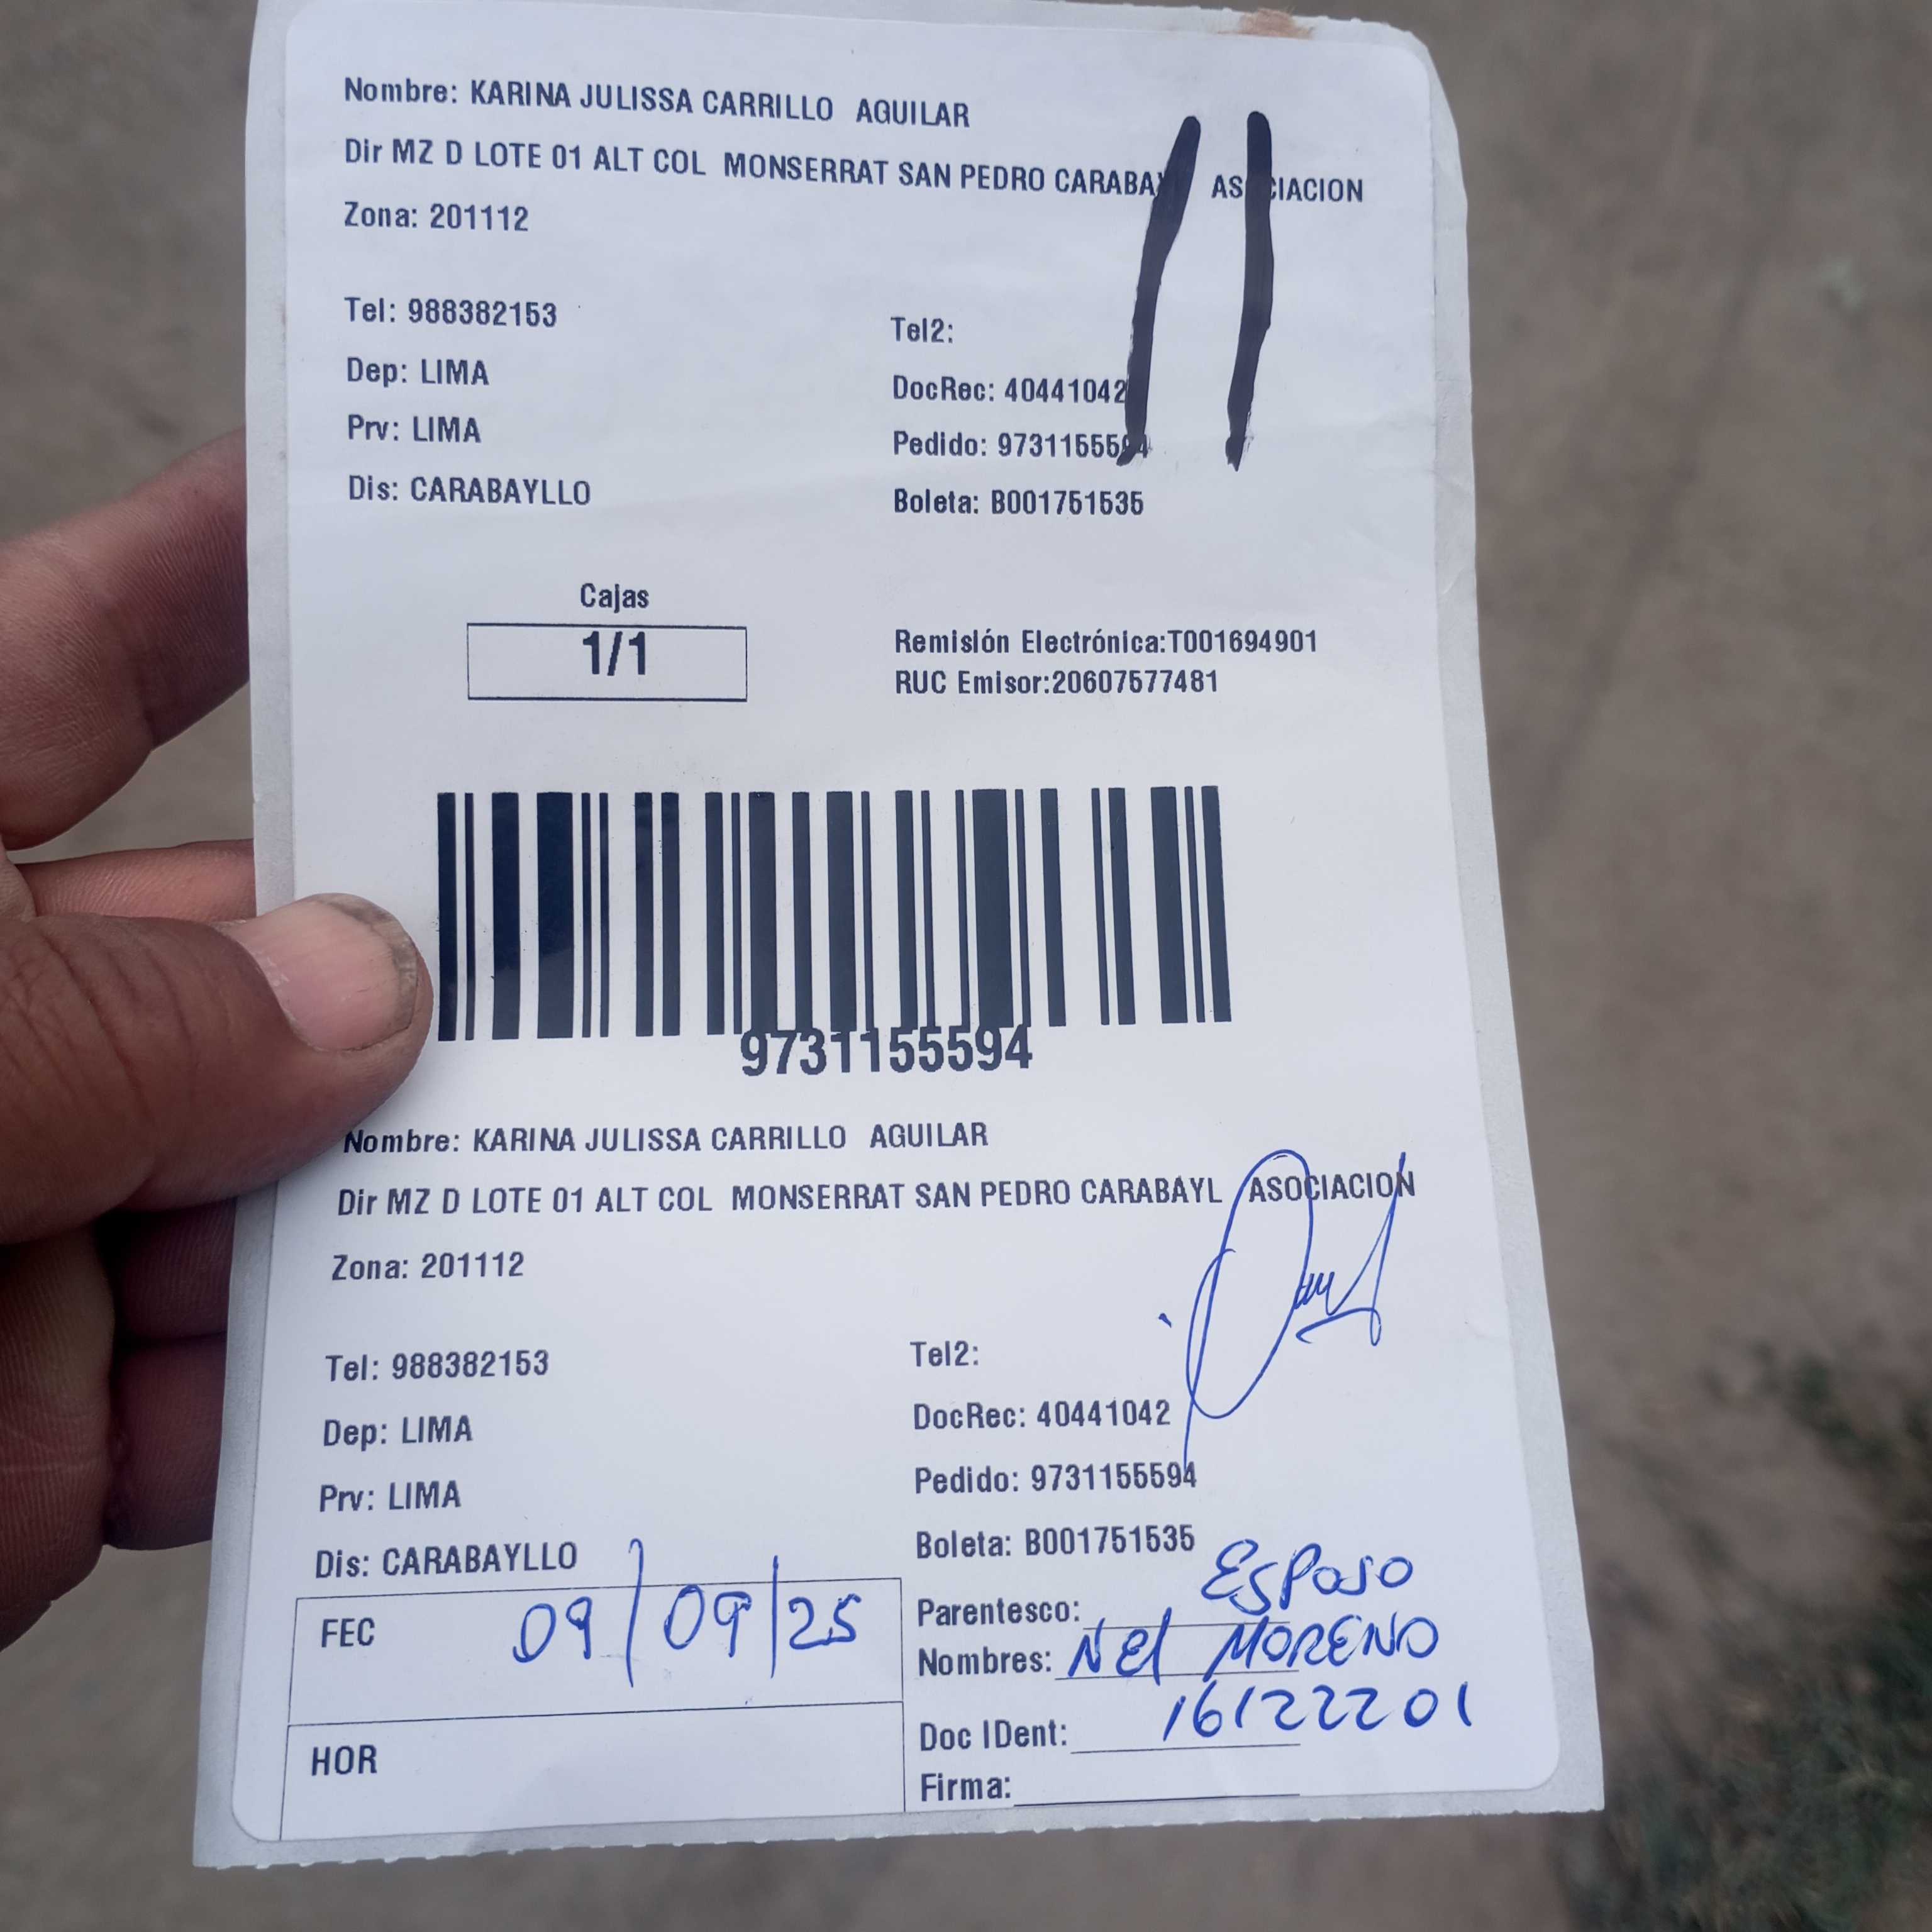 Nombre: KARINA JULISSA CARRILLO AGUILAR
Dir MZ D LOTE 01 ALT COL MONSERRAT SAN PEDRO CARABAY ASOCIACION
Zona: 201112
Tel: 988382153
Tel2:
Dep: LIMA
DocRec: 40441042
Prv: LIMA
Pedido: 9731155594
Dis: CARABAYLLO
Boleta: B001751535
Cajas
1/1
Remisión Electrónica:T001694901
RUC Emisor:20607577481
9731155594
Nombre: KARINA JULISSA CARRILLO AGUILAR
Dir MZ D LOTE 01 ALT COL MONSERRAT SAN PEDRO CARABAYL ASOCIACION
Zona: 201112
Tel: 988382153
Tel2:
Dep: LIMA
DocRec: 40441042
Prv: LIMA
Pedido: 9731155594
Dis: CARABAYLLO
Boleta: B001751535
FEC 09/09/25
Parentesco: Esposo
Nombres: Nel MORENO
Doc IDent: 16122201
HOR
Firma: